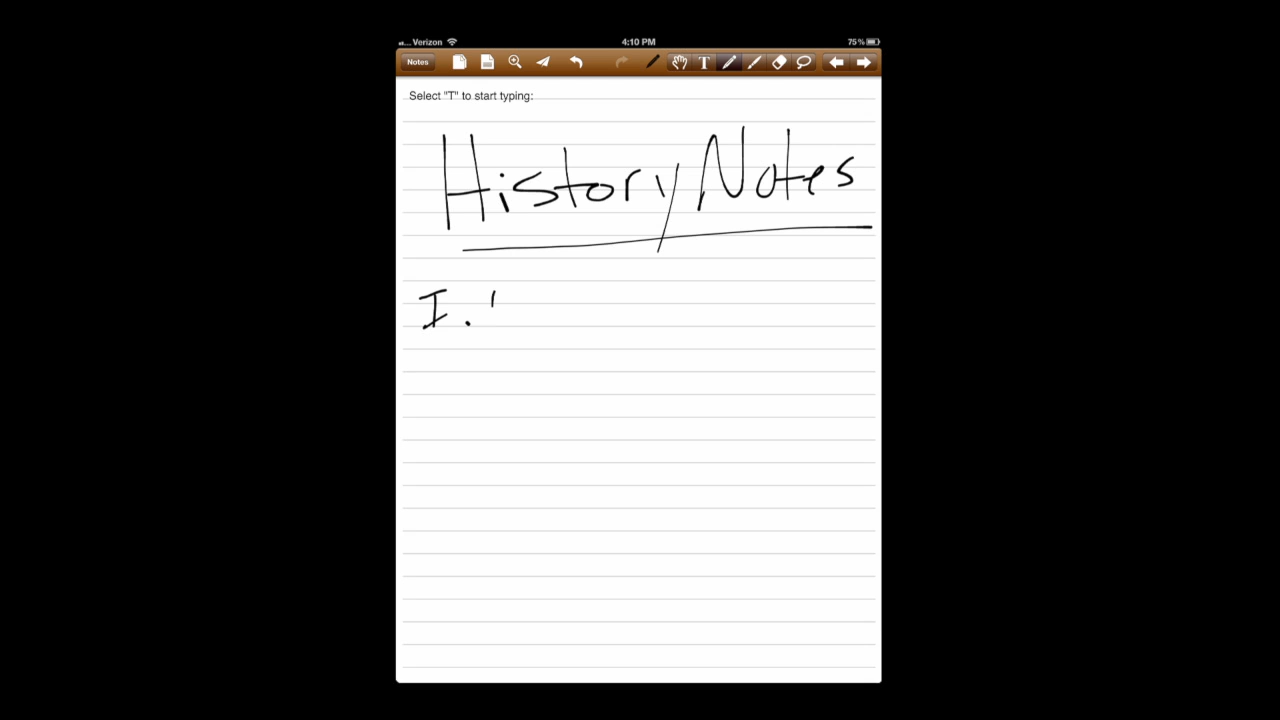 Verizon 4:10 PM 75%
Notes T
Select "T" to start typing:
History Notes
I. '